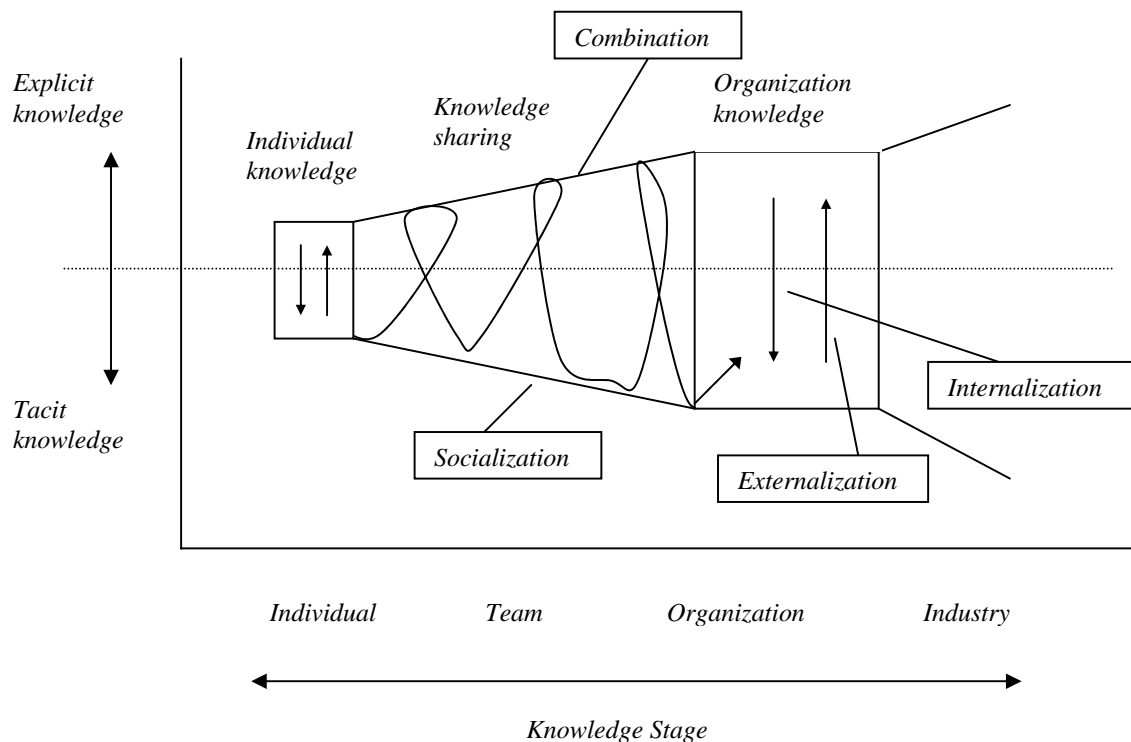 Combination
Explicit
knowledge
Knowledge
sharing
Organization
knowledge
Individual
knowledge
Tacit
knowledge
Internalization
Socialization
Externalization
Individual
Team
Organization
Industry
Knowledge Stage